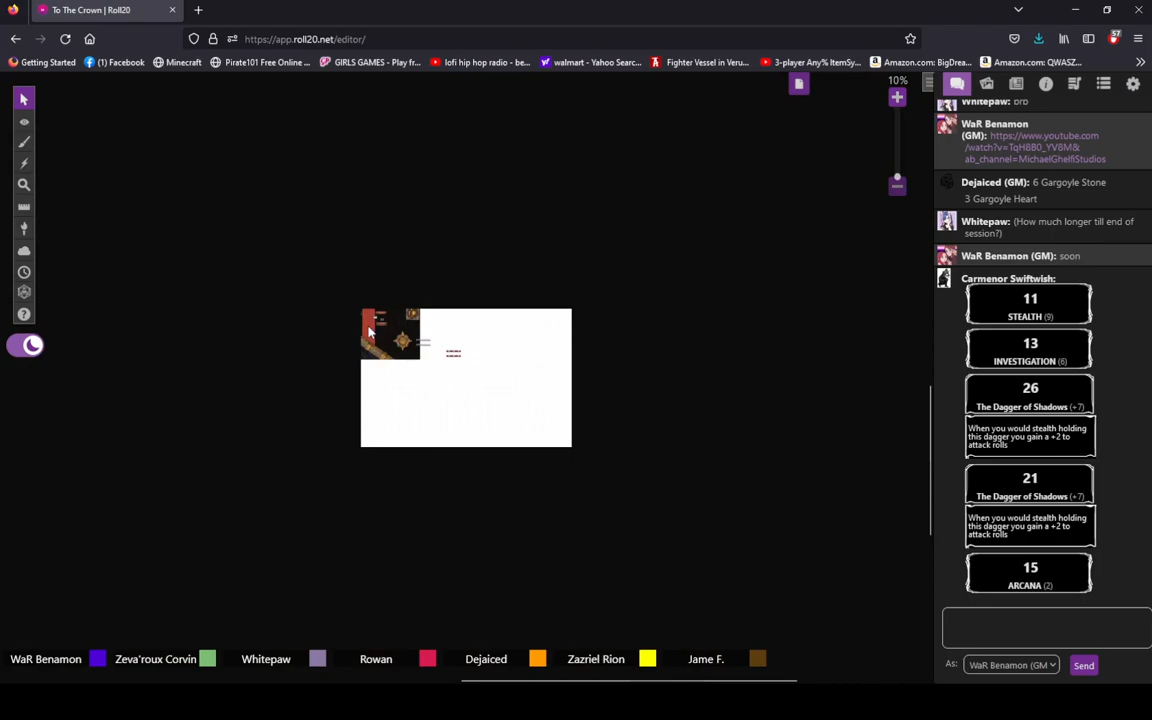 To The Crown | Roll20
https://app.roll20.net/editor/
57
Getting Started
(1) Facebook
Minecraft
Pirate101 Free Online ...
GIRLS GAMES - Play fr...
lofi hip hop radio - be...
walmart - Yahoo Searc...
Fighter Vessel in Veru...
3-player Any% ItemSy...
Amazon.com: BigDrea...
Amazon.com: QWASZ...
10%
Whitepaw: brb
WaR Benamon
(GM): https://www.youtube.com
/watch?v=TqH8B0_YV8M&
ab_channel=MichaelGhelfiStudios
Dejaiced (GM): 6 Gargoyle Stone
3 Gargoyle Heart
Whitepaw: (How much longer till end of
session?)
WaR Benamon (GM): soon
Carmenor Swiftwish:
11
STEALTH (9)
13
INVESTIGATION (6)
26
The Dagger of Shadows (+7)
When you would stealth holding
this dagger you gain a +2 to
attack rolls
21
The Dagger of Shadows (+7)
When you would stealth holding
this dagger you gain a +2 to
attack rolls
15
ARCANA (2)
WaR Benamon
Zeva'roux Corvin
Whitepaw
Rowan
Dejaiced
Zazriel Rion
Jame F.
As:
WaR Benamon (GM
Send